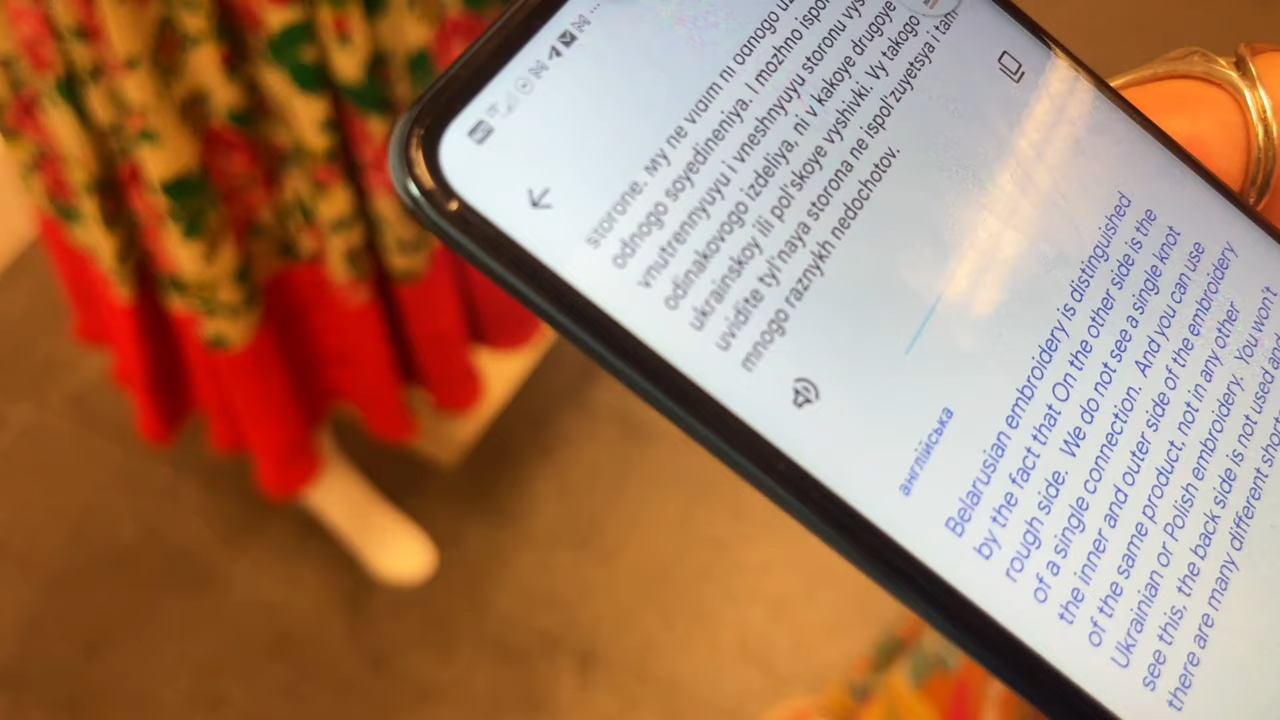 storone. My ne vidim ni odnogo uz
odnogo soyedineniya. I mozhno ispol
vnutrennyuyu i vneshnyuyu storonu vys
odinakovogo izdeliya, ni v kakoye drugoye
ukrainskoy ili pol'skoye vyshivki. Vy takogo
uvidite tyl'naya storona ne ispol'zuyetsya i tam
mnogo raznykh nedochotov.
англійська
Belarusian embroidery is distinguished
by the fact that On the other side is the
rough side. We do not see a single knot
of a single connection. And you can use
the inner and outer side of the embroidery
of the same product, not in any other
Ukrainian or Polish embroidery. You won't
see this, the back side is not used and
there are many different short